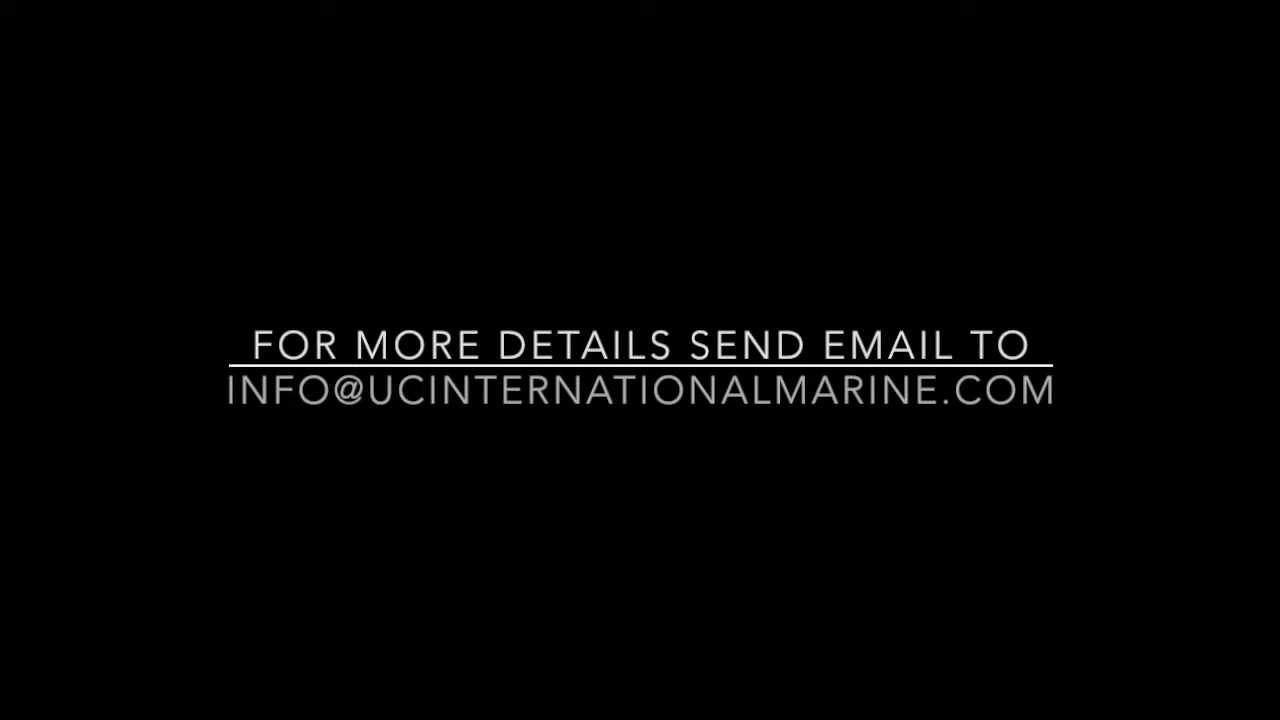 FOR MORE DETAILS SEND EMAIL TO
INFO@UCINTERNATIONALMARINE.COM